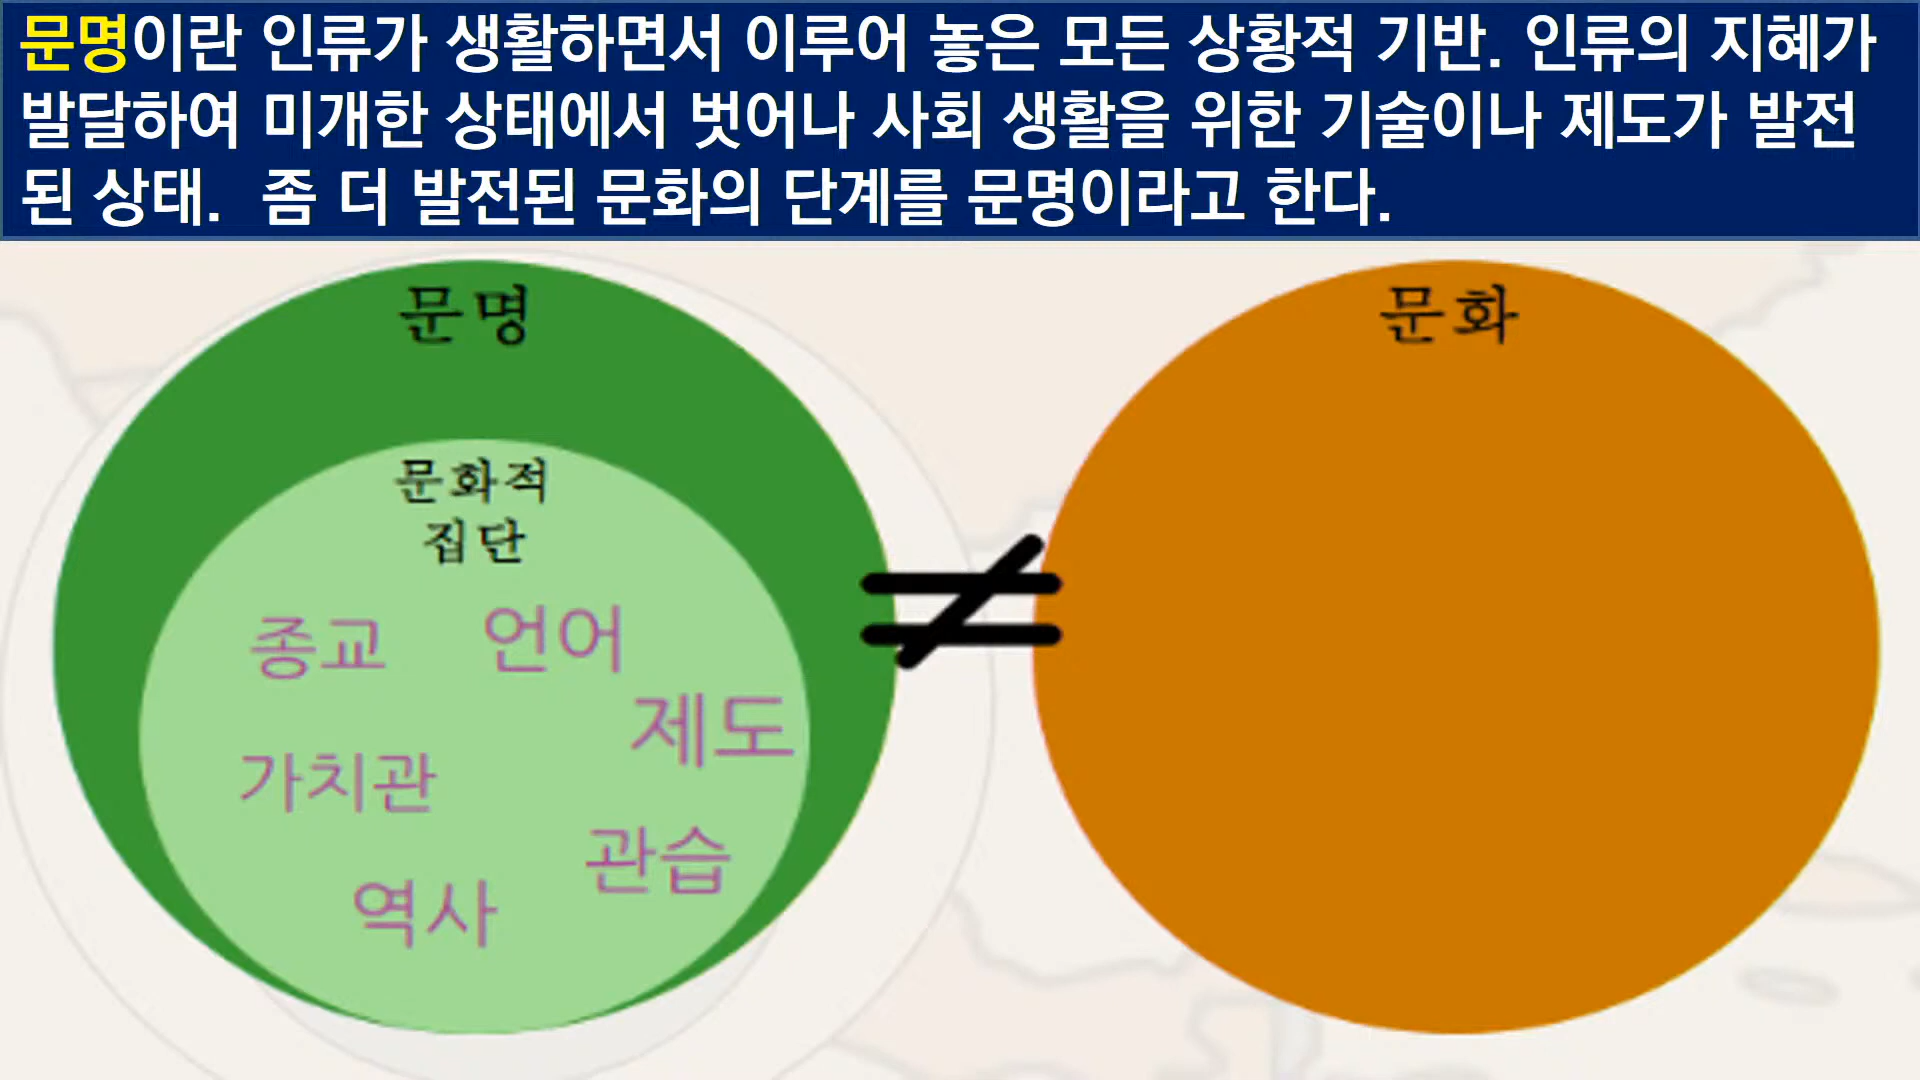 문명이란 인류가 생활하면서 이루어 놓은 모든 상황적 기반. 인류의 지혜가
발달하여 미개한 상태에서 벗어나 사회 생활을 위한 기술이나 제도가 발전
된 상태. 좀 더 발전된 문화의 단계를 문명이라고 한다.
문명
문화적
집단
종교
언어
제도
가치관
관습
역사
≠
문화